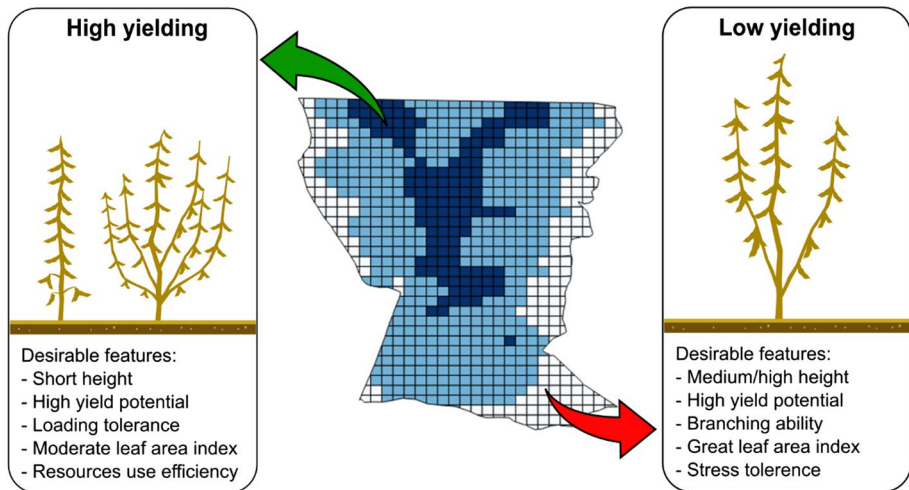 High yielding
Desirable features:
- Short height
- High yield potential
- Loading tolerance
- Moderate leaf area index
- Resources use efficiency
Low yielding
Desirable features:
- Medium/high height
- High yield potential
- Branching ability
- Great leaf area index
- Stress tolerence